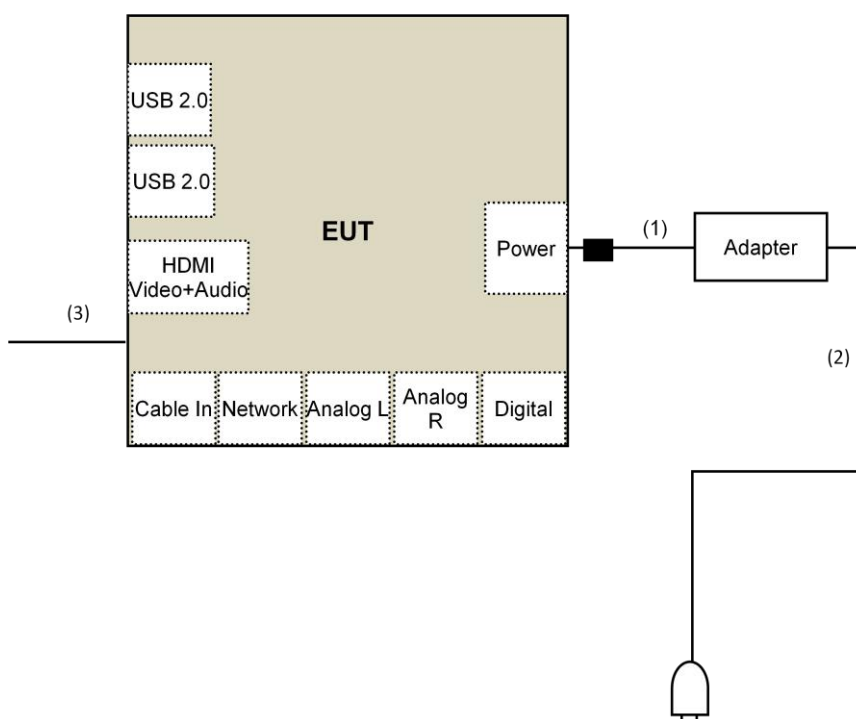 USB 2.0
USB 2.0
EUT
Power
(1)
Adapter
HDMI
Video+Audio
(3)
(2)
Cable In
Network
Analog L
Analog
R
Digital